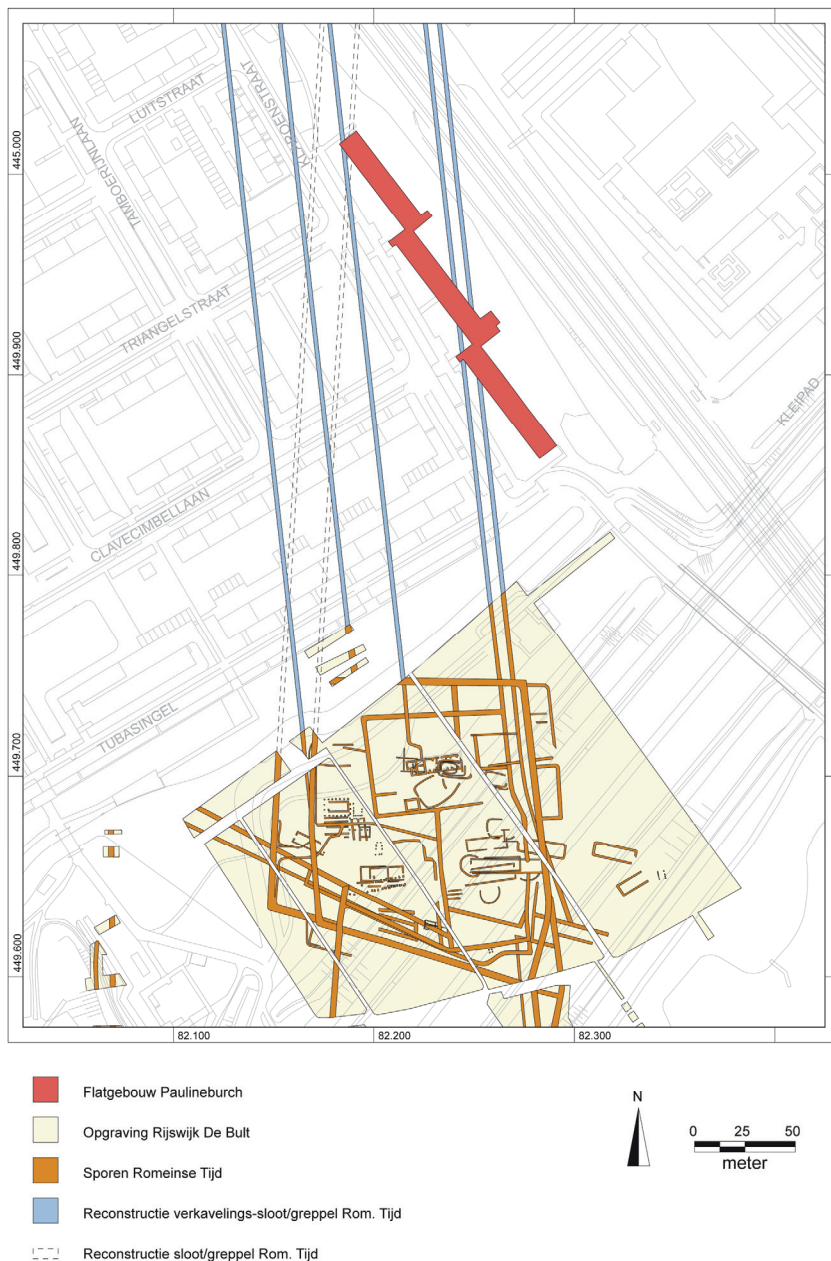 LUITSTRAAT
KLAROENSTRAAT
TAMBOERIJNLAAN
445.000
TRIANGELSTRAAT
449.900
KLEIPAD
CLAVECIMBELLAAN
449.800
TUBASINGEL
449.700
449.600
82.100 82.200 82.300
Flatgebouw Paulineburch
Opgraving Rijswijk De Bult
Sporen Romeinse Tijd
Reconstructie verkavelings-sloot/greppel Rom. Tijd
Reconstructie sloot/greppel Rom. Tijd
N
0 25 50
meter